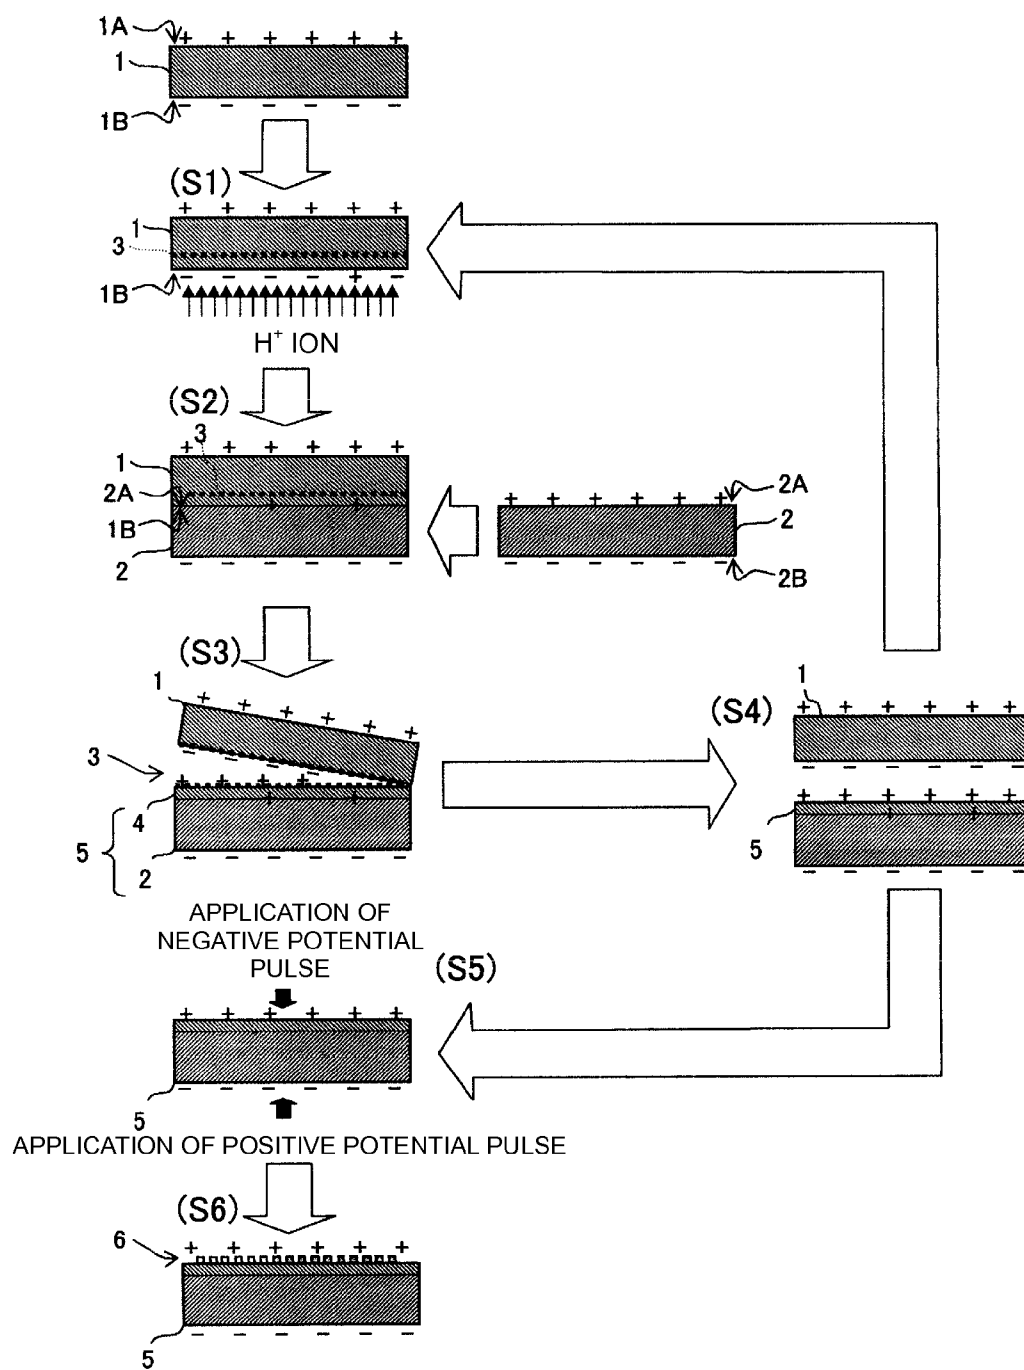 1A
+ + + + + +
1
− − − − − −
1B
(S1)
+ + + + + +
1
3
− − − − + −
1B
H+ ION
(S2)
3
+ + + + + +
1
2A
1B
2
− − − − − −
+ + + + + +
2A
2
− − − − − −
2B
(S3)
1
+ + + + + +
− − − −
3
+ + + +
4
5
2
− − − − − −
(S4)
1
+ + + + + +
− − − − − −
+ + + + + +
5
− − − − − −
APPLICATION OF
NEGATIVE POTENTIAL
PULSE
(S5)
+ + + + + +
− − − − − −
5
APPLICATION OF POSITIVE POTENTIAL PULSE
(S6)
6
+ + + + + +
− − − − − −
5